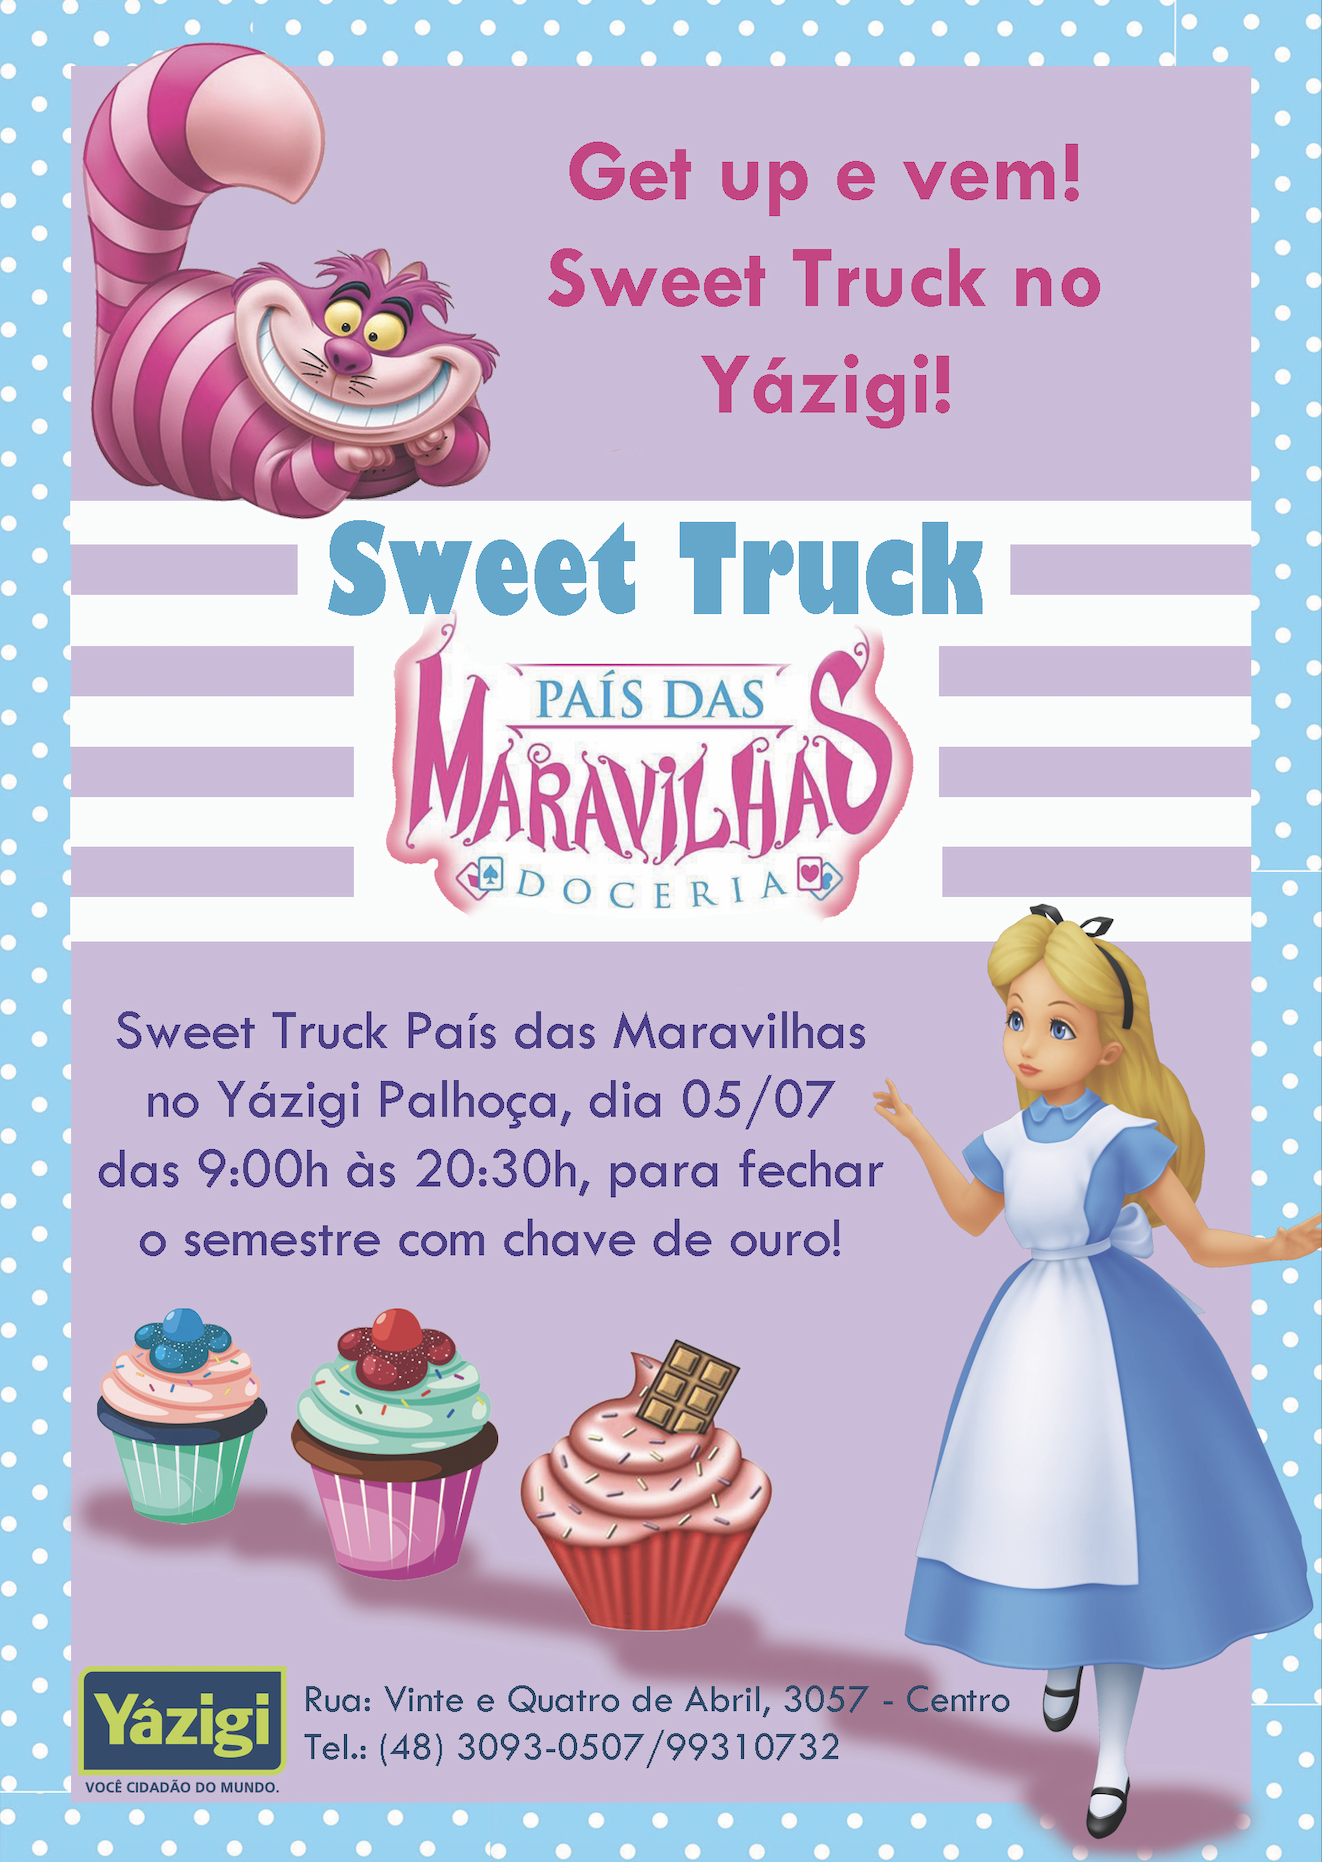 Get up e vem!
Sweet Truck no
Yázigi!
Sweet Truck
PAÍS DAS
MARAVILHAS
DOCERIA
Sweet Truck País das Maravilhas
no Yázigi Palhoça, dia 05/07
das 9:00h às 20:30h, para fechar
o semestre com chave de ouro!
Yázigi
VOCÊ CIDADÃO DO MUNDO.
Rua: Vinte e Quatro de Abril, 3057 - Centro
Tel.: (48) 3093-0507/99310732